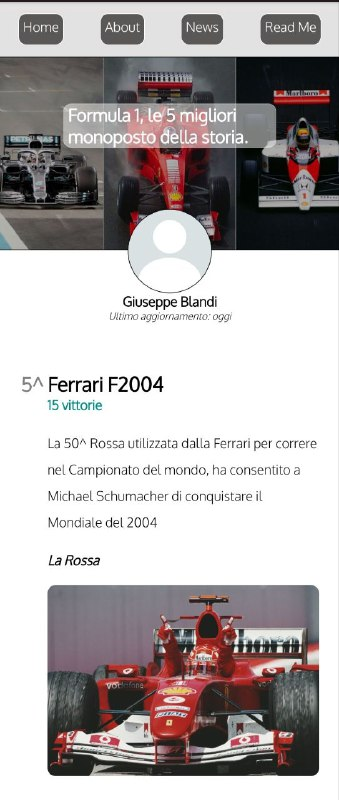 Home About News Read Me
Marlboro
Formula 1, le 5 migliori
monoposto della storia.
Giuseppe Blandi
Ultimo aggiornamento: oggi
5^ Ferrari F2004
15 vittorie
La 50^ Rossa utilizzata dalla Ferrari per correre
nel Campionato del mondo, ha consentito a
Michael Schumacher di conquistare il
Mondiale del 2004
La Rossa
vodafone